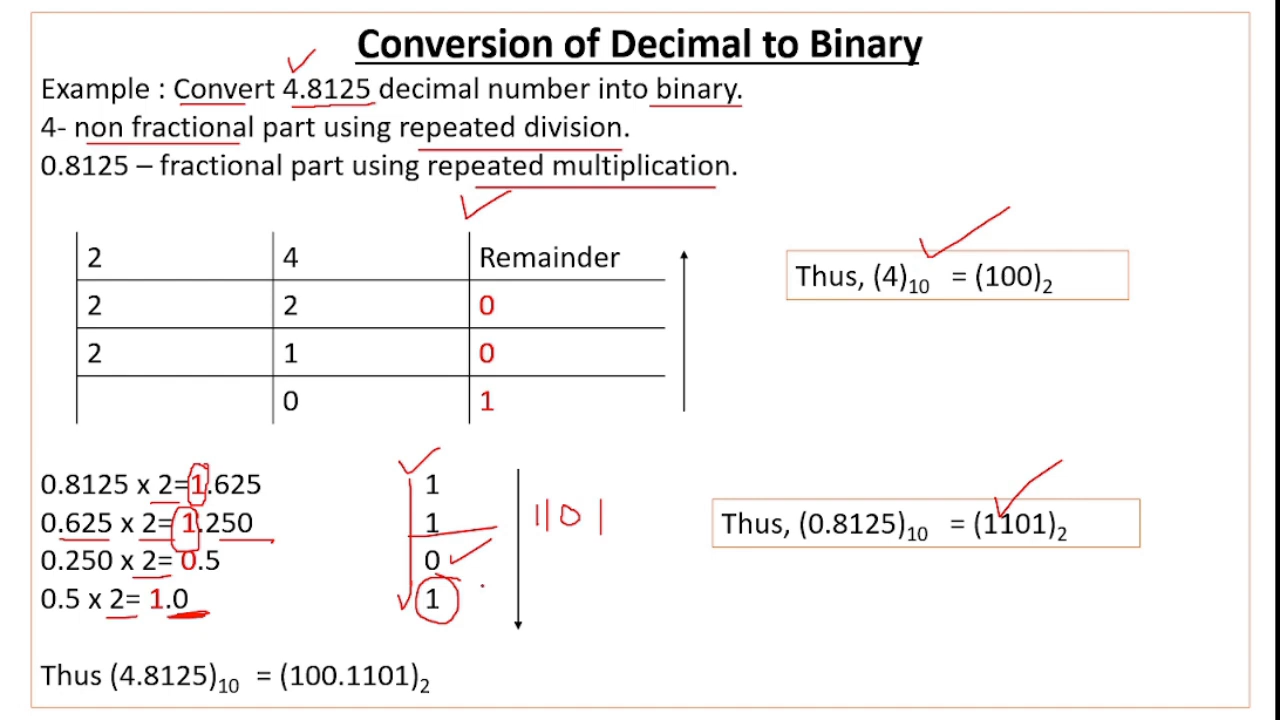 Conversion of Decimal to Binary
Example : Convert 4.8125 decimal number into binary.
4- non fractional part using repeated division.
0.8125 – fractional part using repeated multiplication.
2 4 Remainder
2 2 0
2 1 0
0 1
Thus, (4)10 = (100)2
0.8125 x 2=1.625 1
0.625 x 2= 1.250 1
0.250 x 2= 0.5 0
0.5 x 2= 1.0 1
1101
Thus, (0.8125)10 = (1101)2
Thus (4.8125)10 = (100.1101)2